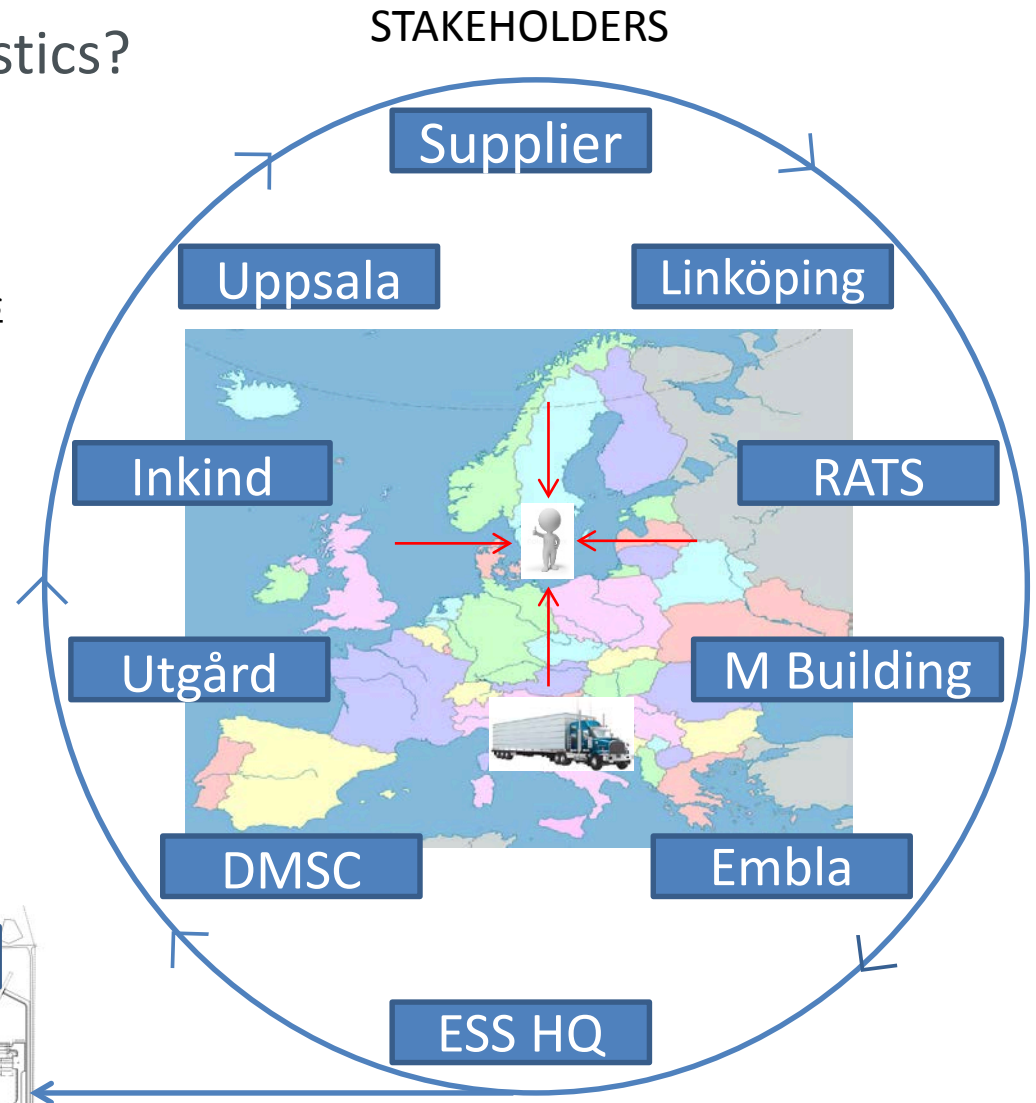 STAKEHOLDERS
stics?
Supplier
Uppsala
Linköping
Inkind
RATS
Utgård
M Building
DMSC
Embla
ESS HQ